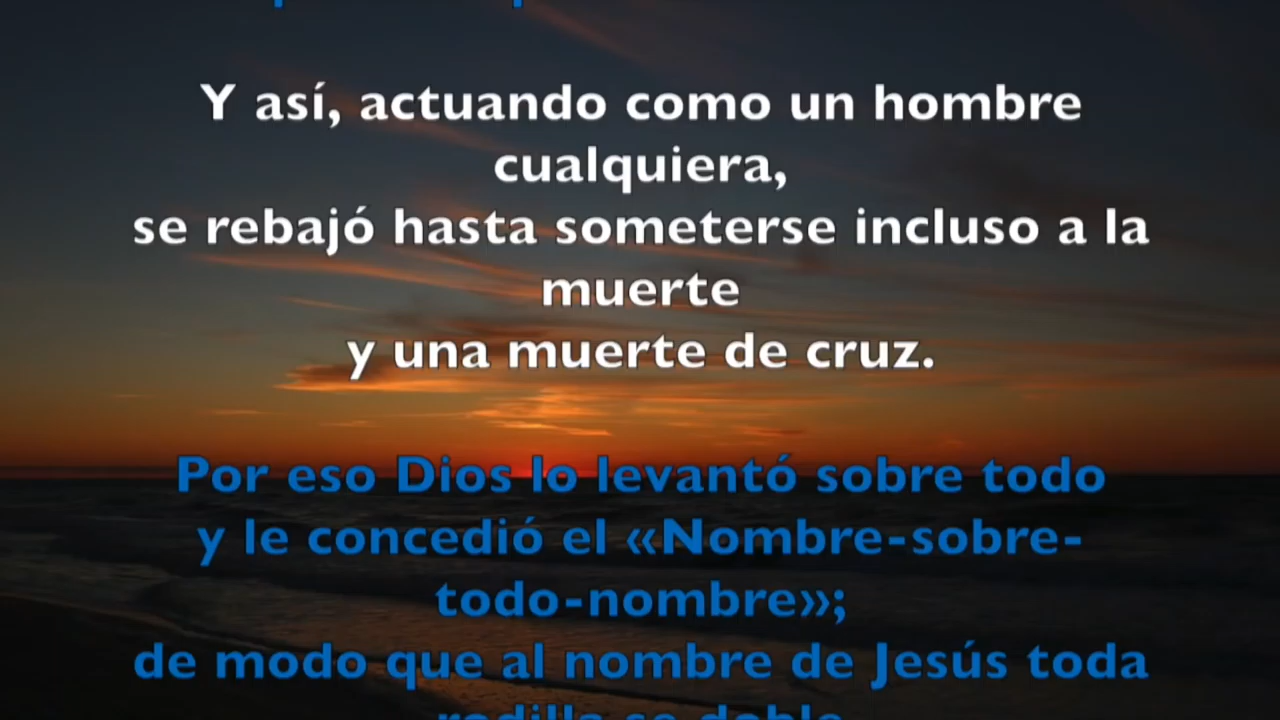 Y así, actuando como un hombre
cualquiera,
se rebajó hasta someterse incluso a la
muerte
y una muerte de cruz.
Por eso Dios lo levantó sobre todo
y le concedió el «Nombre-sobre-
todo-nombre»;
de modo que al nombre de Jesús toda
rodilla se doble